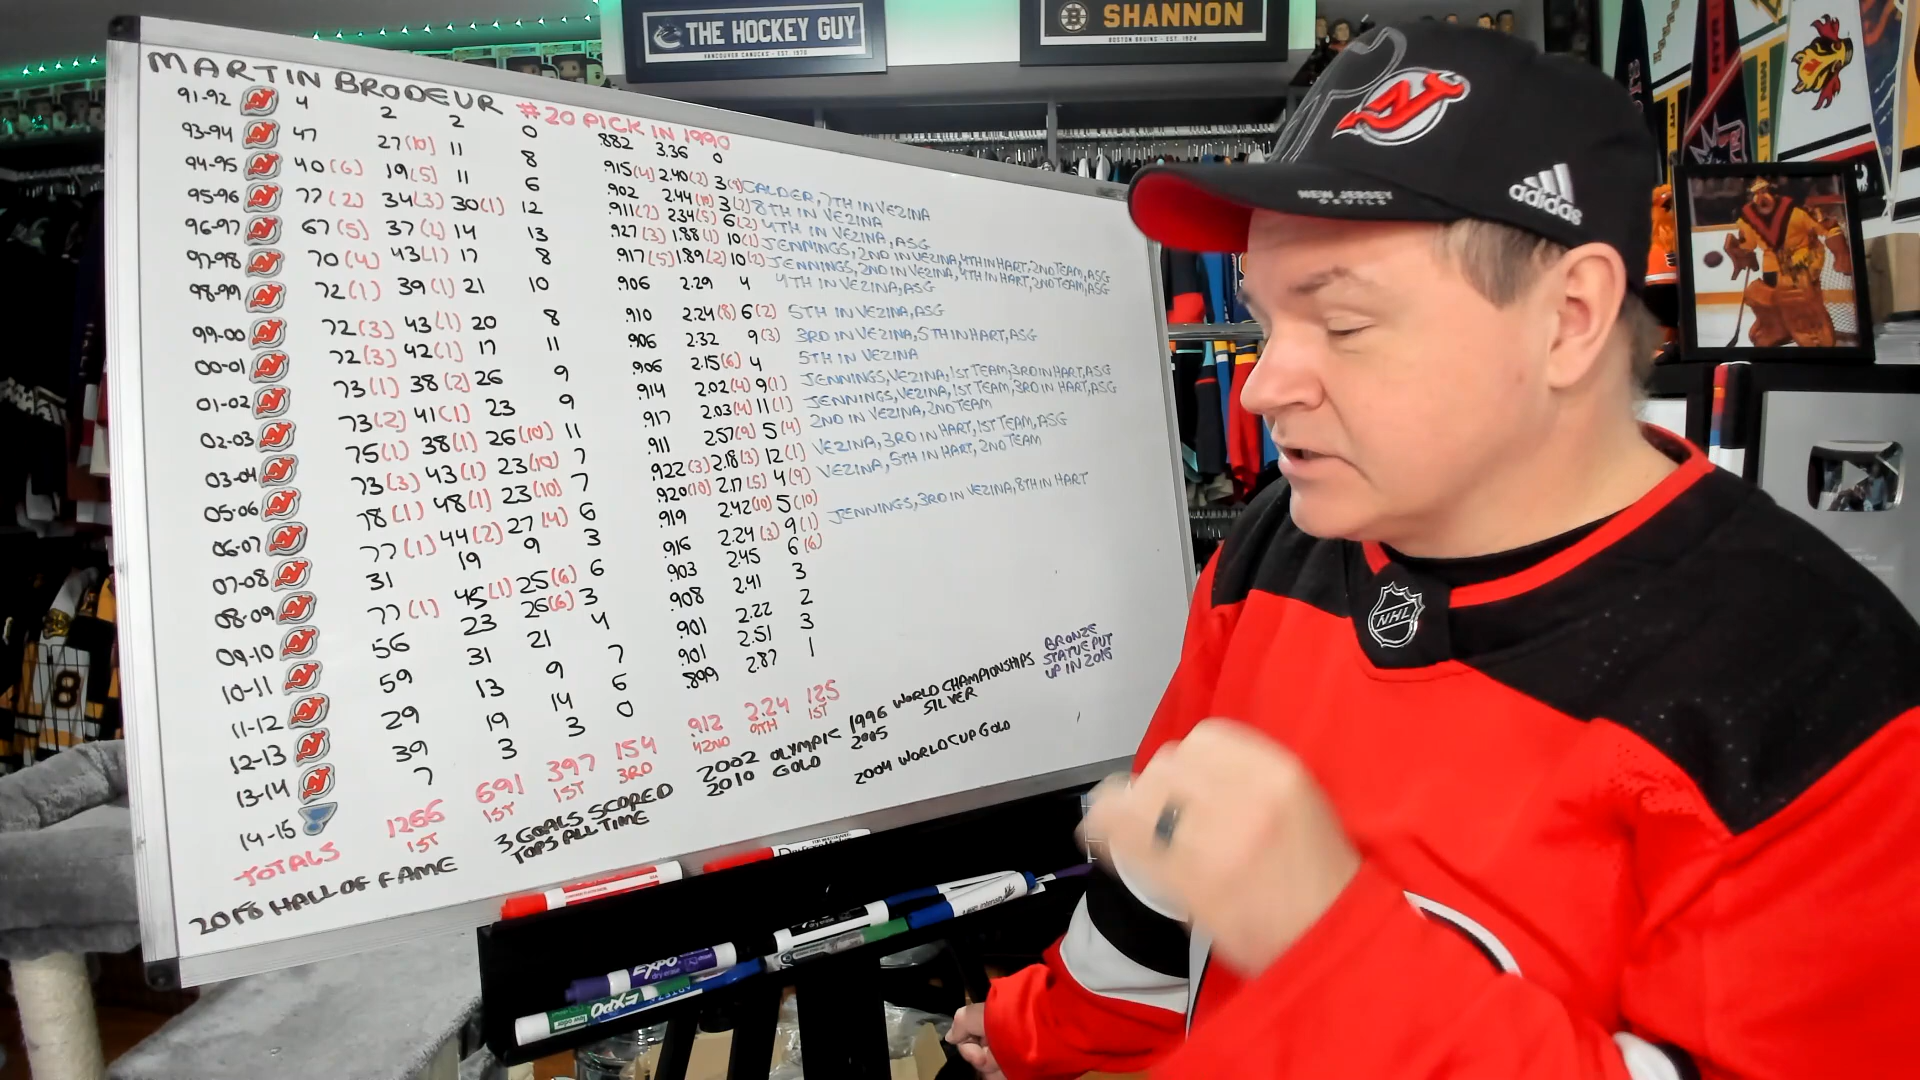 THE HOCKEY GUY
VANCOUVER CANUCKS - EST. 1970
SHANNON
BOSTON BRUINS - EST. 1924
MARTIN BRODEUR #20 PICK IN 1990
91-92 4 2 2 0 .882 3.36 0
93-94 47 27(10) 11 8 .915(4) 2.40(2) 3(9) CALDER, 7TH IN VEZINA
94-95 40(6) 19(5) 11 6 .902 2.44(10) 3(2) 8TH IN VEZINA
95-96 77(2) 34(3) 30(1) 12 .911(7) 2.34(5) 6(2) 4TH IN VEZINA, ASG
96-97 67(5) 37(2) 14 13 .927(3) 1.88(1) 10(1) JENNINGS, 2ND IN VEZINA, 4TH IN HART, 2ND TEAM, ASG
97-98 70(4) 43(1) 17 8 .917(5) 1.89(2) 10(2) JENNINGS, 2ND IN VEZINA, 4TH IN HART, 2ND TEAM, ASG
98-99 72(1) 39(1) 21 10 .906 2.29 4 4TH IN VEZINA, ASG
99-00 72(3) 43(1) 20 8 .910 2.24(8) 6(2) 5TH IN VEZINA, ASG
00-01 72(3) 42(1) 17 11 .906 2.32 9(3) 3RD IN VEZINA, 5TH IN HART, ASG
01-02 73(1) 38(2) 26 9 .906 2.15(6) 4 5TH IN VEZINA
02-03 73(2) 41(1) 23 9 .914 2.02(4) 9(1) JENNINGS, VEZINA, 1ST TEAM, 3RD IN HART, ASG
03-04 75(1) 38(1) 26(10) 11 .917 2.03(4) 11(1) JENNINGS, VEZINA, 1ST TEAM, 3RD IN HART, ASG
05-06 73(3) 43(1) 23(10) 7 .911 2.57(9) 5(4) 2ND IN VEZINA, 2ND TEAM
06-07 78(1) 48(1) 23(10) 7 .922(3) 2.18(3) 12(1) VEZINA, 3RD IN HART, 1ST TEAM, ASG
07-08 77(1) 44(2) 27(4) 6 .920(10) 2.17(5) 4(9) VEZINA, 5TH IN HART, 2ND TEAM
08-09 31 19 9 3 .916 2.42(10) 5(10)
09-10 77(1) 45(1) 25(6) 6 .916 2.24(3) 9(1) JENNINGS, 3RD IN VEZINA, 8TH IN HART
10-11 56 23 26(6) 3 .903 2.45 6(6)
11-12 59 31 21 4 .908 2.41 3
12-13 29 13 9 7 .901 2.22 2
13-14 39 19 14 6 .901 2.51 3
14-15 7 3 3 0 .899 2.87 1
TOTALS 1266 691 397 154 .912 2.24 125
1ST 1ST 1ST 3RD 42ND 9TH 1ST
2018 HALL OF FAME
3 GOALS SCORED
TOPS ALL TIME
2002 OLYMPIC
2010 GOLD
1996 WORLD CHAMPIONSHIPS
2005 SILVER
2004 WORLD CUP GOLD
BRONZE
STATUE PUT
UP IN 2016
EXPO
EXPO
NEW JERSEY
DEVILS
adidas
NHL